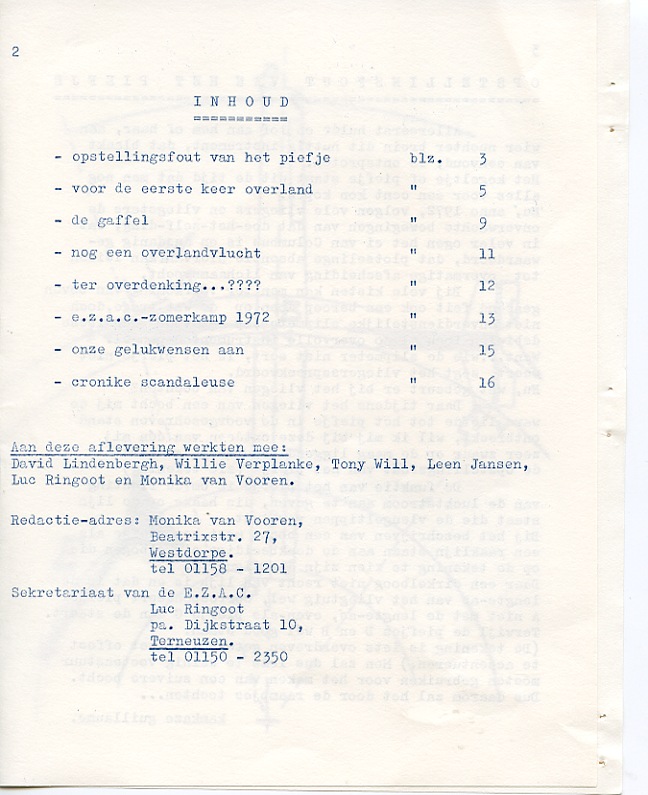 2
I N H O U D
===========
- opstellingsfout van het piefje blz. 3
- voor de eerste keer overland " 5
- de gaffel " 9
- nog een overlandvlucht " 11
- ter overdenking...???? " 12
- e.z.a.c.-zomerkamp 1972 " 13
- onze gelukwensen aan " 15
- cronike scandaleuse " 16
Aan deze aflevering werkten mee:
David Lindenbergh, Willie Verplanke, Tony Will, Leen Jansen,
Luc Ringoot en Monika van Vooren.
Redactie-adres: Monika van Vooren,
Beatrixstr. 27,
Westdorpe.
tel 01158 - 1201
Sekretariaat van de E.Z.A.C.
Luc Ringoot
pa. Dijkstraat 10,
Terneuzen.
tel 01150 - 2350